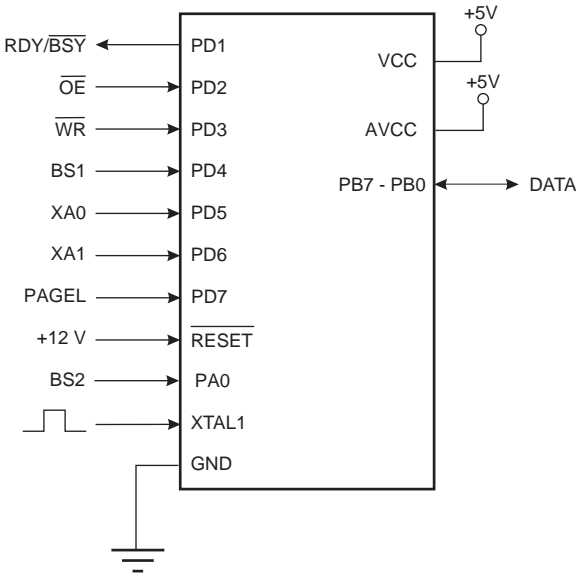 +5V
RDY/BSY PD1
VCC
OE PD2
+5V
WR PD3 AVCC
BS1 PD4
PB7 - PB0 DATA
XA0 PD5
XA1 PD6
PAGEL PD7
+12 V RESET
BS2 PA0
XTAL1
GND